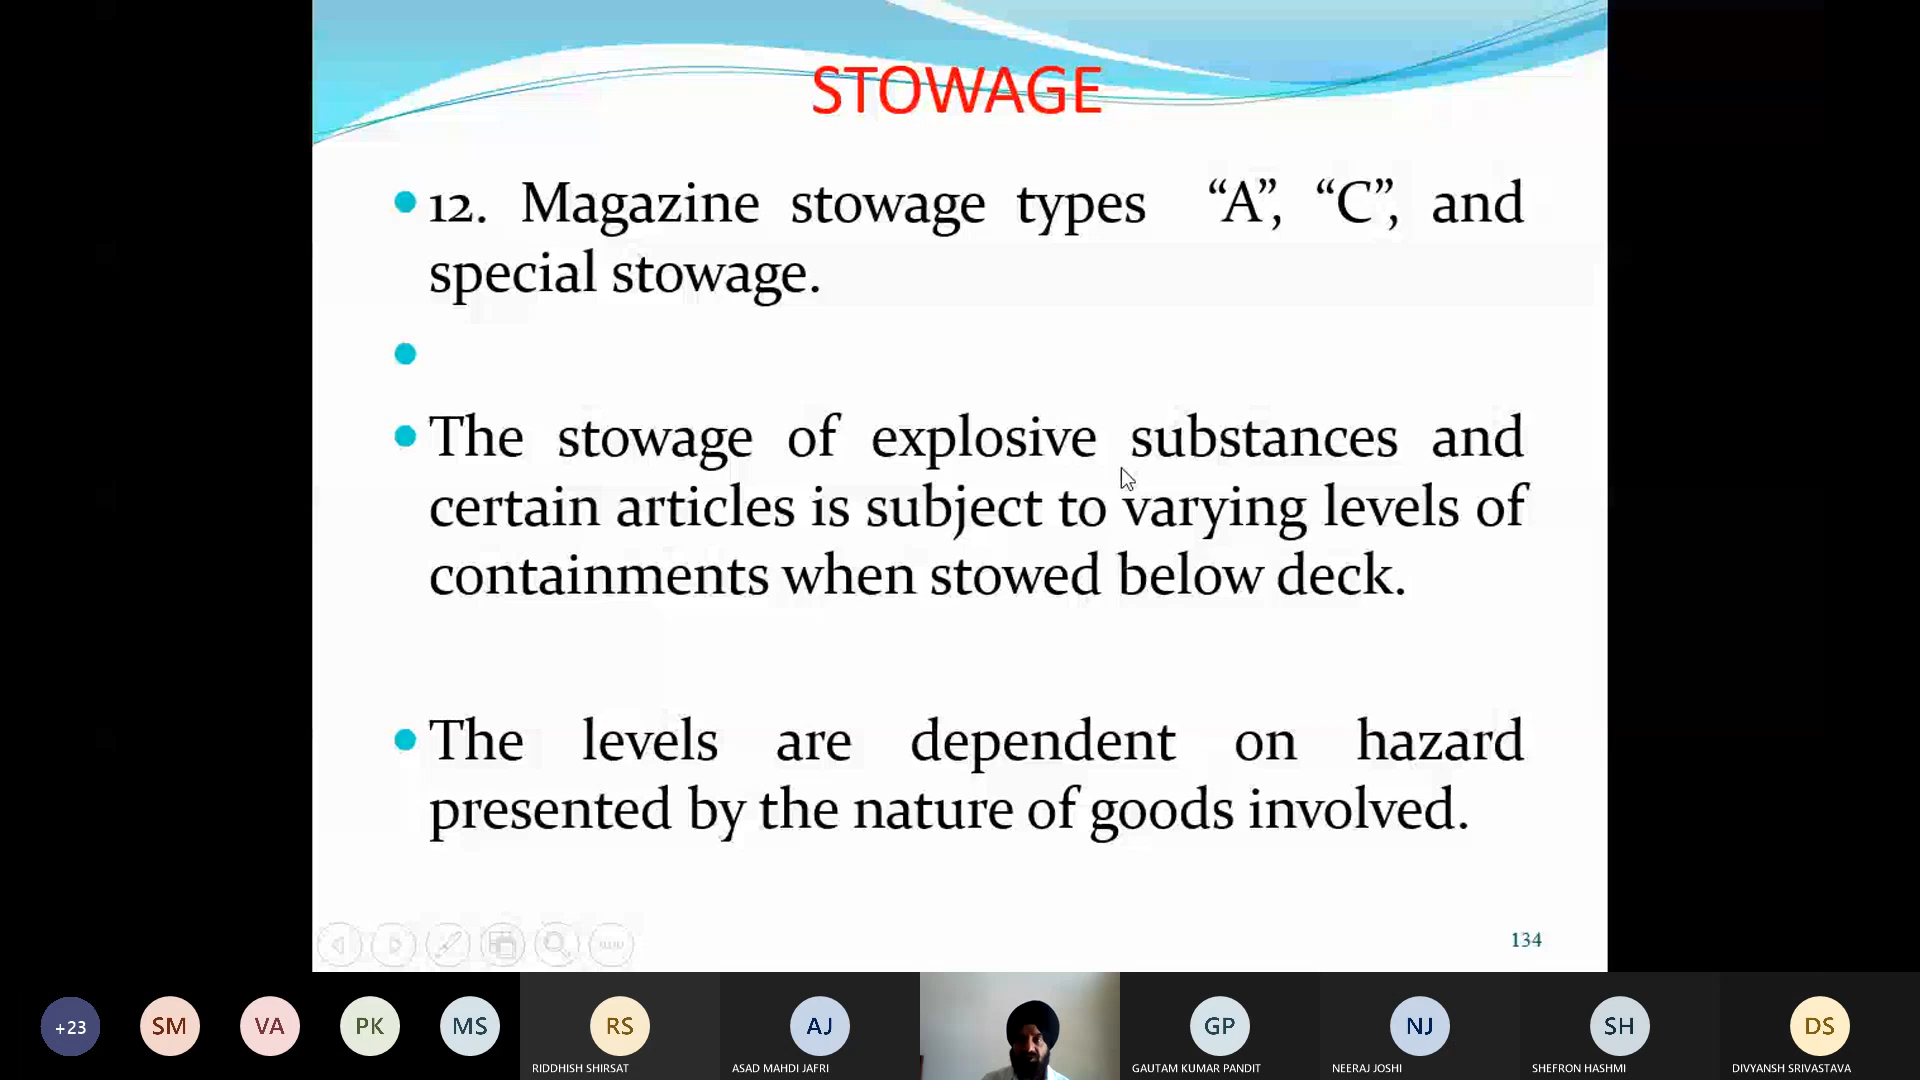 STOWAGE
12. Magazine stowage types “A”, “C”, and
special stowage.
The stowage of explosive substances and
certain articles is subject to varying levels of
containments when stowed below deck.
The levels are dependent on hazard
presented by the nature of goods involved.
134
+23
SM
VA
PK
MS
RS
AJ
GP
NJ
SH
DS
RIDDHISH SHIRSAT
ASAD MAHDI JAFRI
GAUTAM KUMAR PANDIT
NEERAJ JOSHI
SHEFRON HASHMI
DIVYANSH SRIVASTAVA